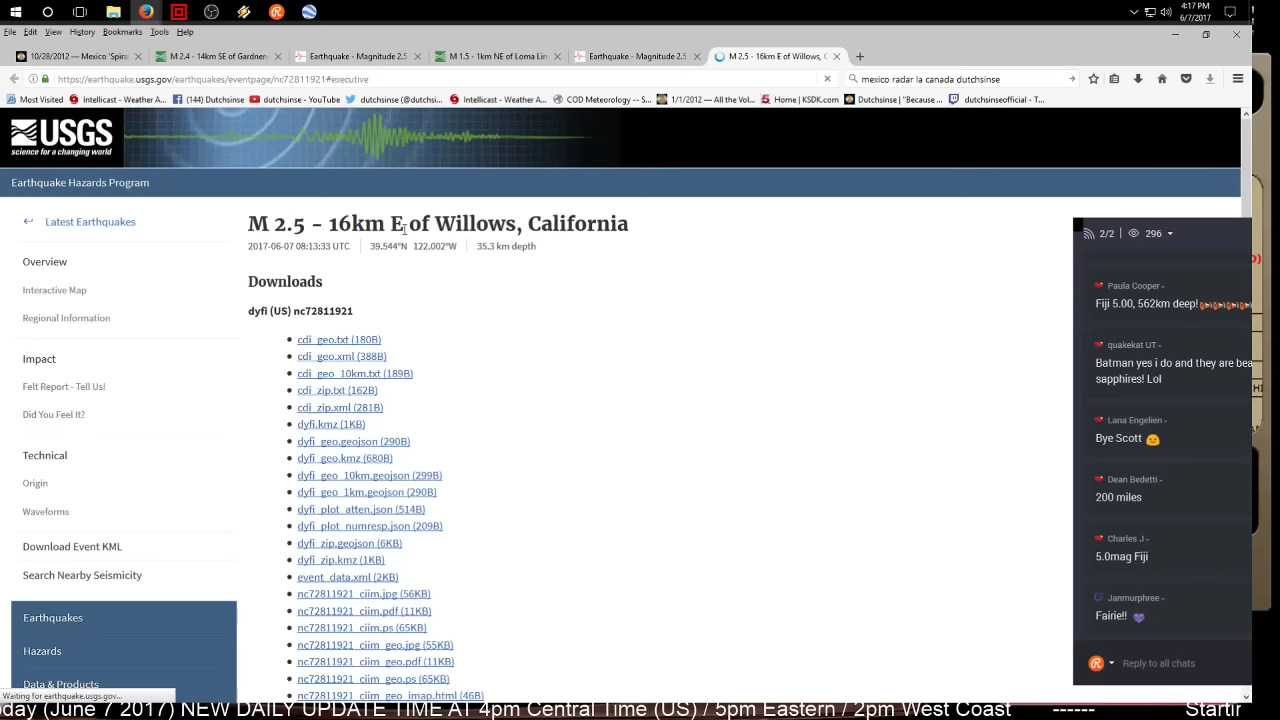 4:17 PM
6/7/2017
File Edit View History Bookmarks Tools Help
10/28/2012 — Mexico 'Spira
M 2.4 - 14km SE of Gardner
Earthquake - Magnitude 2.5
M 1.5 - 1km NE of Loma Lin
Earthquake - Magnitude 2.5
M 2.5 - 16km E of Willows, C
https://earthquake.usgs.gov/earthquakes/eventpage/nc72811921#executive
mexico radar la canada dutchsinse
Most Visited
Intellicast - Weather A...
(144) Dutchsinse
dutchsinse - YouTube
dutchsinse (@dutchsi...
Intellicast - Weather A...
COD Meteorology -- S...
1/1/2012 — All the Vol...
Home | KSDK.com
Dutchsinse | "Because ...
dutchsinseofficial - T...
USGS
science for a changing world
Earthquake Hazards Program
Latest Earthquakes
Overview
Interactive Map
Regional Information
Impact
Felt Report - Tell Us!
Did You Feel It?
Technical
Origin
Waveforms
Download Event KML
Search Nearby Seismicity
Earthquakes
Hazards
Data & Products
Waiting for earthquake.usgs.gov...
M 2.5 - 16km E of Willows, California
2017-06-07 08:13:33 UTC 39.544°N 122.002°W 35.3 km depth
Downloads
dyfi (US) nc72811921
cdi_geo.txt (180B)
cdi_geo.xml (388B)
cdi_geo_10km.txt (189B)
cdi_zip.txt (162B)
cdi_zip.xml (281B)
dyfi.kmz (1KB)
dyfi_geo.geojson (290B)
dyfi_geo.kmz (680B)
dyfi_geo_10km.geojson (299B)
dyfi_geo_1km.geojson (290B)
dyfi_plot_atten.json (514B)
dyfi_plot_numresp.json (209B)
dyfi_zip.geojson (6KB)
dyfi_zip.kmz (1KB)
event_data.xml (2KB)
nc72811921_ciim.jpg (56KB)
nc72811921_ciim.pdf (11KB)
nc72811921_ciim.ps (65KB)
nc72811921_ciim_geo.jpg (55KB)
nc72811921_ciim_geo.pdf (11KB)
nc72811921_ciim_geo.ps (65KB)
nc72811921_ciim_geo_imap.html (46B)
2/2 296
Paula Cooper
Fiji 5.00, 562km deep!
quakekat UT
Batman yes i do and they are bea
sapphires! Lol
Lana Engelien
Bye Scott
Dean Bedetti
200 miles
Charles J
5.0mag Fiji
Janmurphree
Fairie!!
Reply to all chats
oday (June 7 2017) NEW DAILY UPDATE TIME AT 4pm Central Time (US) / 5pm Eastern / 2pm West Coast ------ Startir